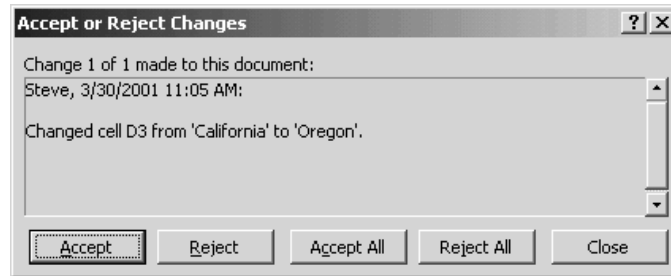 Accept or Reject Changes
Change 1 of 1 made to this document:
Steve, 3/30/2001 11:05 AM:
Changed cell D3 from 'California' to 'Oregon'.
Accept Reject Accept All Reject All Close